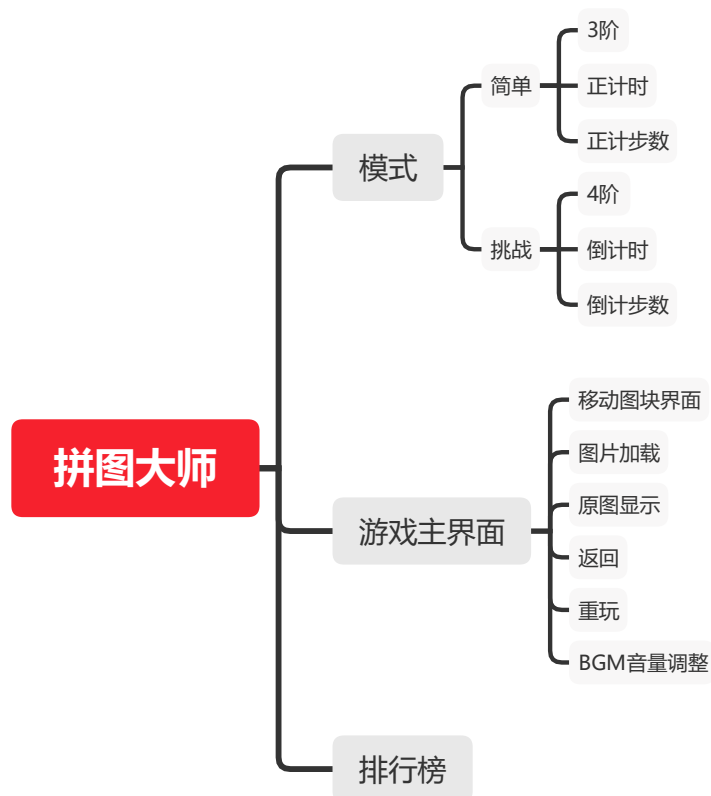 拼图大师
模式
简单
3阶
正计时
正计步数
挑战
4阶
倒计时
倒计步数
游戏主界面
移动图块界面
图片加载
原图显示
返回
重玩
BGM音量调整
排行榜